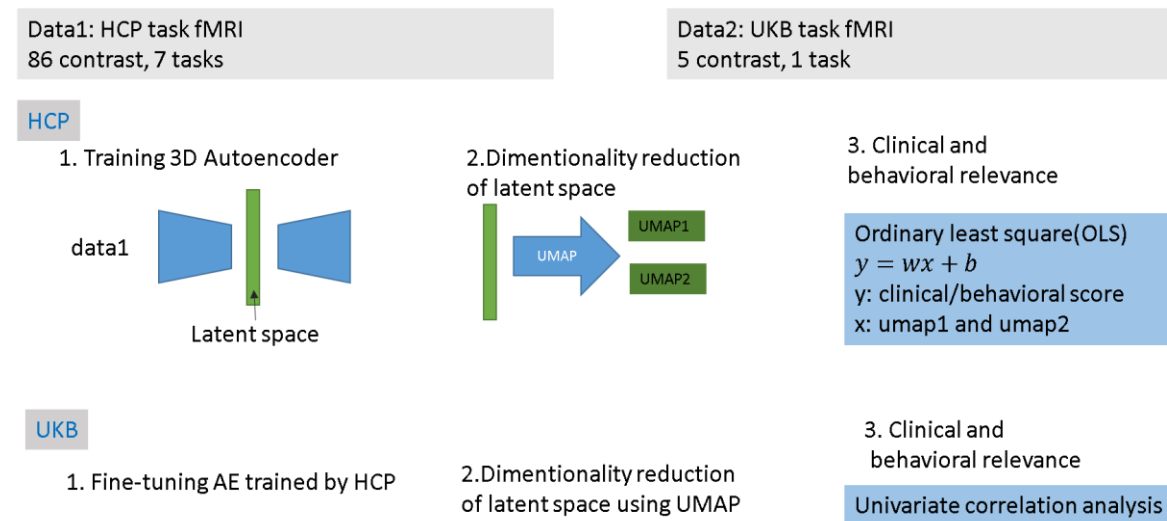 Data1: HCP task fMRI
86 contrast, 7 tasks
Data2: UKB task fMRI
5 contrast, 1 task
HCP
1. Training 3D Autoencoder
data1
Latent space
2.Dimentionality reduction
of latent space
UMAP
UMAP1
UMAP2
3. Clinical and
behavioral relevance
Ordinary least square(OLS)
y = wx + b
y: clinical/behavioral score
x: umap1 and umap2
UKB
1. Fine-tuning AE trained by HCP
2.Dimentionality reduction
of latent space using UMAP
3. Clinical and
behavioral relevance
Univariate correlation analysis